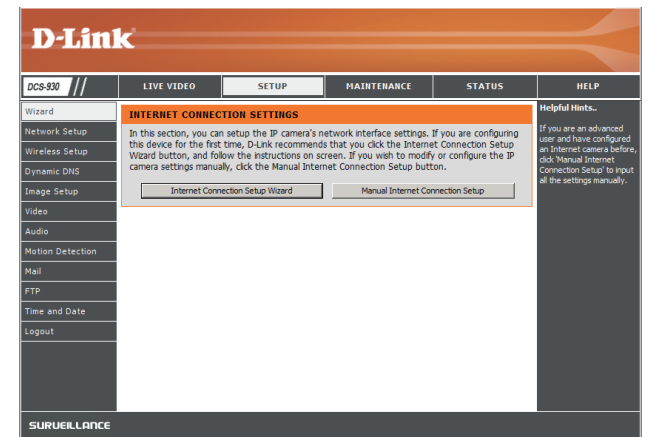 D-Link
DCS-930 // LIVE VIDEO SETUP MAINTENANCE STATUS HELP
Wizard
Network Setup
Wireless Setup
Dynamic DNS
Image Setup
Video
Audio
Motion Detection
Mail
FTP
Time and Date
Logout
INTERNET CONNECTION SETTINGS
In this section, you can setup the IP camera's network interface settings. If you are configuring
this device for the first time, D-Link recommends that you click the Internet Connection Setup
Wizard button, and follow the instructions on screen. If you wish to modify or configure the IP
camera settings manually, click the Manual Internet Connection Setup button.
Internet Connection Setup Wizard Manual Internet Connection Setup
Helpful Hints..
If you are an advanced
user and have configured
an Internet camera before,
click 'Manual Internet
Connection Setup' to input
all the settings manually.
SURVEILLANCE